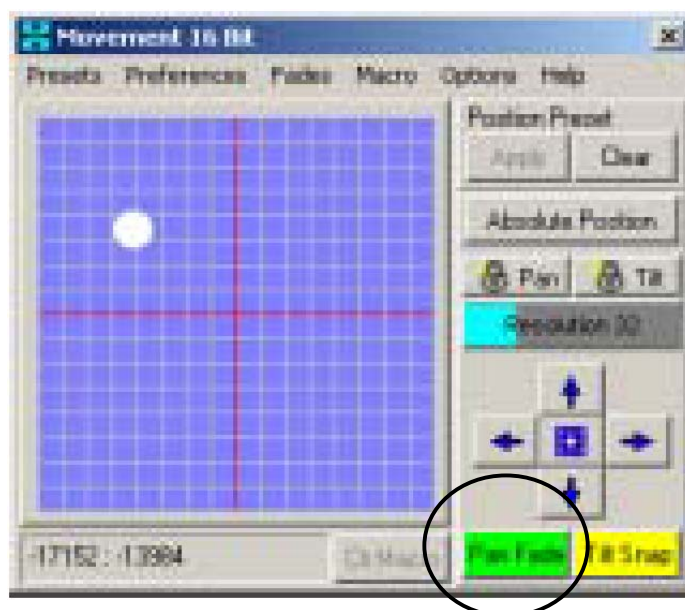 Movement 16 Bit
Presets Preferences Fades Macro Options Help
Position Preset
Apply Clear
Absolute Position
Pan Tilt
Resolution 32
-17152 : -13984
Pan Fade Tilt Snap